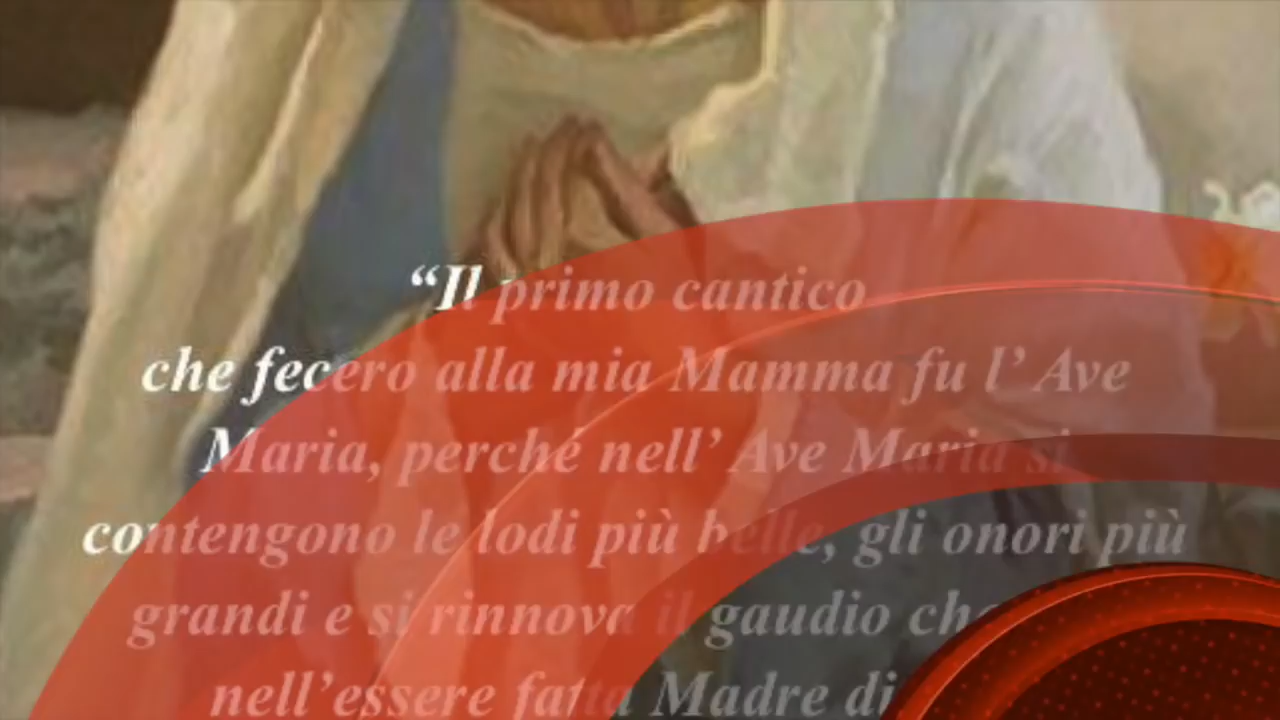 “Il primo cantico
che fecero alla mia Mamma fu l’ Ave
Maria, perché nell’ Ave Maria si
contengono le lodi più belle, gli onori più
grandi e si rinnova il gaudio che
nell’essere fatta Madre di